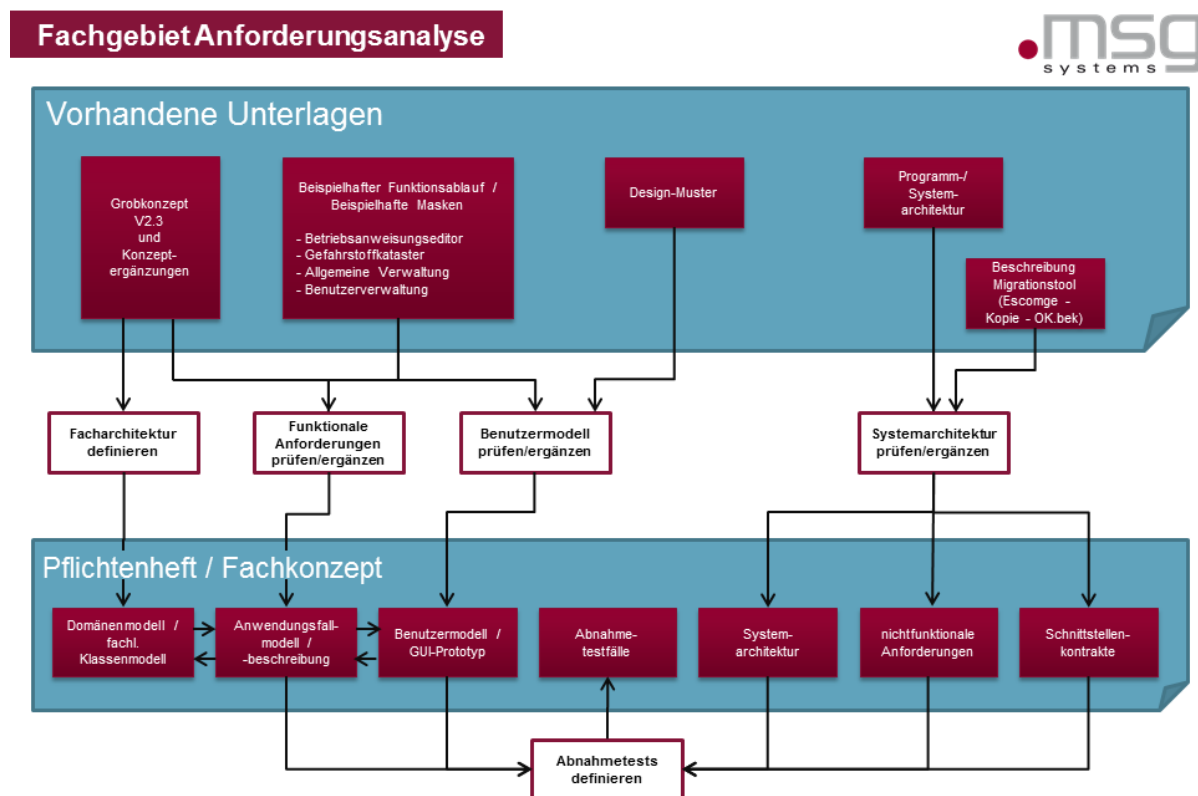 Fachgebiet Anforderungsanalyse
.msg
systems
Vorhandene Unterlagen
Grobkonzept
V2.3
und
Konzept-
ergänzungen
Beispielhafter Funktionsablauf /
Beispielhafte Masken
- Betriebsanweisungseditor
- Gefahrstoffkataster
- Allgemeine Verwaltung
- Benutzerverwaltung
Design-Muster
Programm-/
System-
architektur
Beschreibung
Migrationstool
(Escomge -
Kopie - OK.bek)
Facharchitektur
definieren
Funktionale
Anforderungen
prüfen/ergänzen
Benutzermodell
prüfen/ergänzen
Systemarchitektur
prüfen/ergänzen
Pflichtenheft / Fachkonzept
Domänenmodell /
fachl.
Klassenmodell
Anwendungsfall-
modell /
-beschreibung
Benutzermodell /
GUI-Prototyp
Abnahme-
testfälle
System-
architektur
nichtfunktionale
Anforderungen
Schnittstellen-
kontrakte
Abnahmetests
definieren